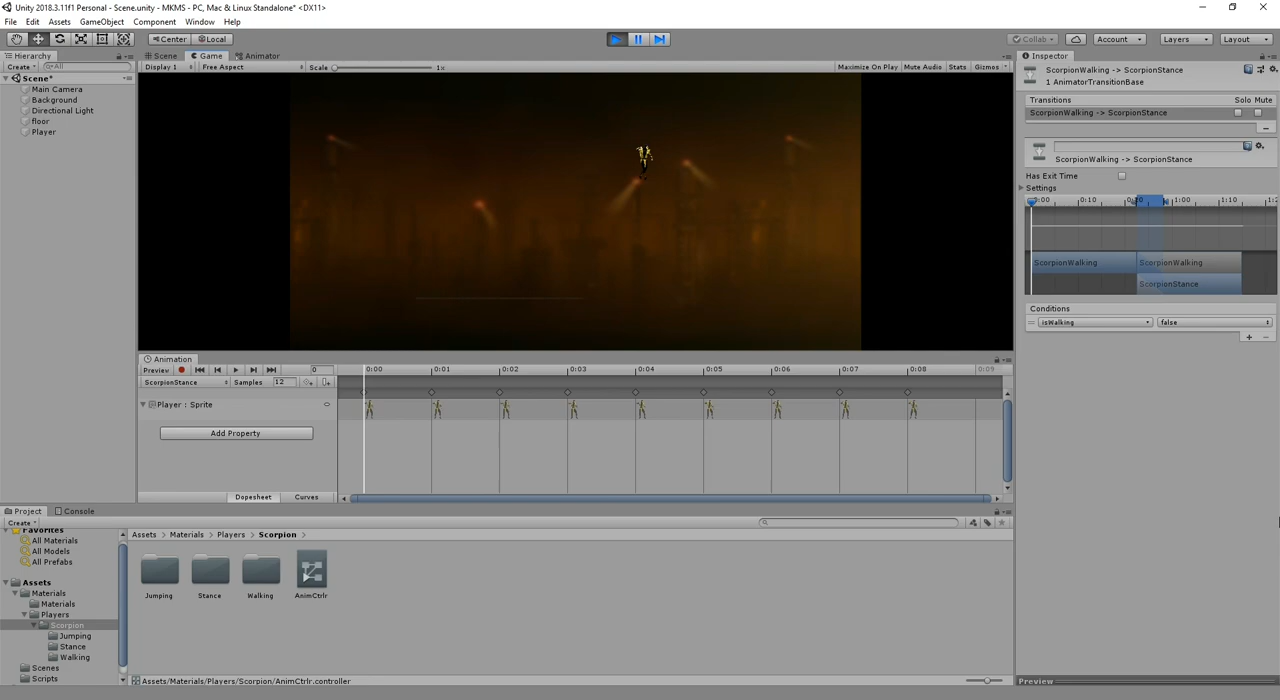 Unity 2018.3.11f1 Personal - Scene.unity - MKMS - PC, Mac & Linux Standalone* <DX11>
File Edit Assets GameObject Component Window Help
Center Local Collab Account Layers Layout
Hierarchy Scene Game Animator Inspector
Create All Display 1 Free Aspect Scale 1x Maximize On Play Mute Audio Stats Gizmos
Scene*
Main Camera
Background
Directional Light
floor
Player
ScorpionWalking -> ScorpionStance
1 AnimatorTransitionBase
Transitions Solo Mute
ScorpionWalking -> ScorpionStance
ScorpionWalking -> ScorpionStance
Has Exit Time
Settings
0:00 0:10 1:00 1:10
ScorpionWalking ScorpionWalking
ScorpionStance
Conditions
isWalking false
Animation
Preview 0 0:00 0:01 0:02 0:03 0:04 0:05 0:06 0:07 0:08 0:09
ScorpionStance Samples 12
Player : Sprite
Add Property
Dopesheet Curves
Project Console
Create
Favorites
All Materials
All Models
All Prefabs
Assets
Materials
Materials
Players
Scorpion
Jumping
Stance
Walking
Scenes
Scripts
Assets > Materials > Players > Scorpion >
Jumping Stance Walking AnimCtrlr
Assets/Materials/Players/Scorpion/AnimCtrlr.controller
Preview